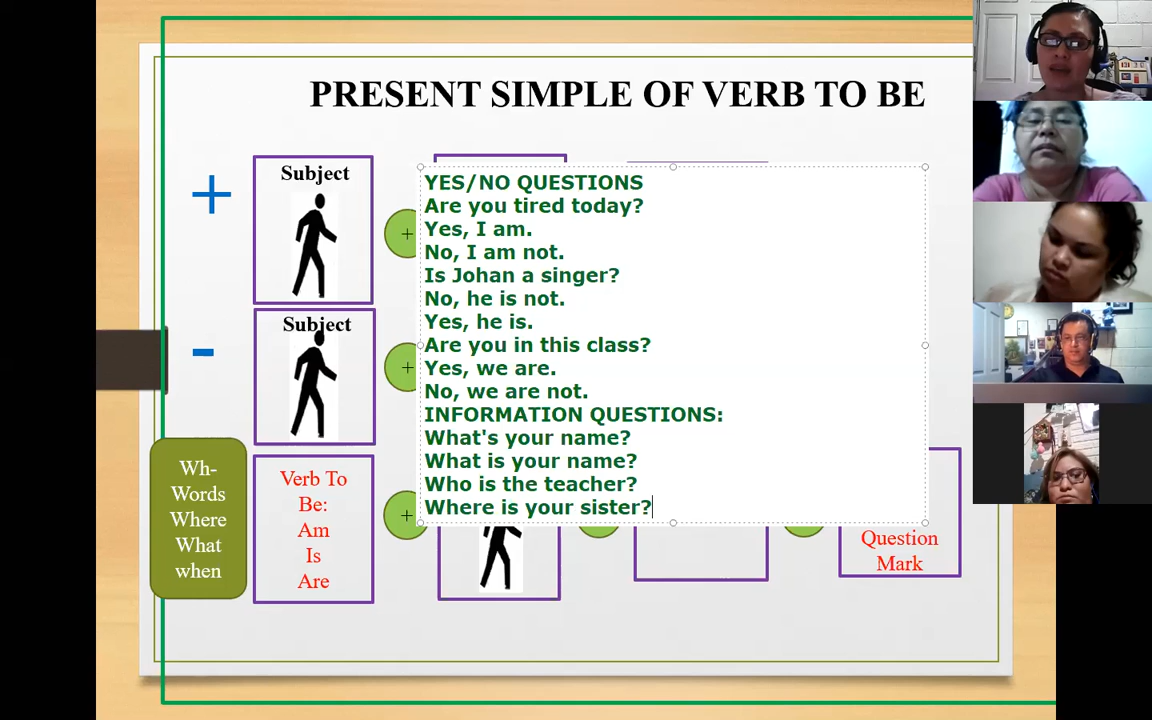 PRESENT SIMPLE OF VERB TO BE
+
Subject
+
-
Subject
+
YES/NO QUESTIONS
Are you tired today?
Yes, I am.
No, I am not.
Is Johan a singer?
No, he is not.
Yes, he is.
Are you in this class?
Yes, we are.
No, we are not.
INFORMATION QUESTIONS:
What's your name?
What is your name?
Who is the teacher?
Where is your sister?
Wh-
Words
Where
What
when
Verb To
Be:
Am
Is
Are
+
Question
Mark